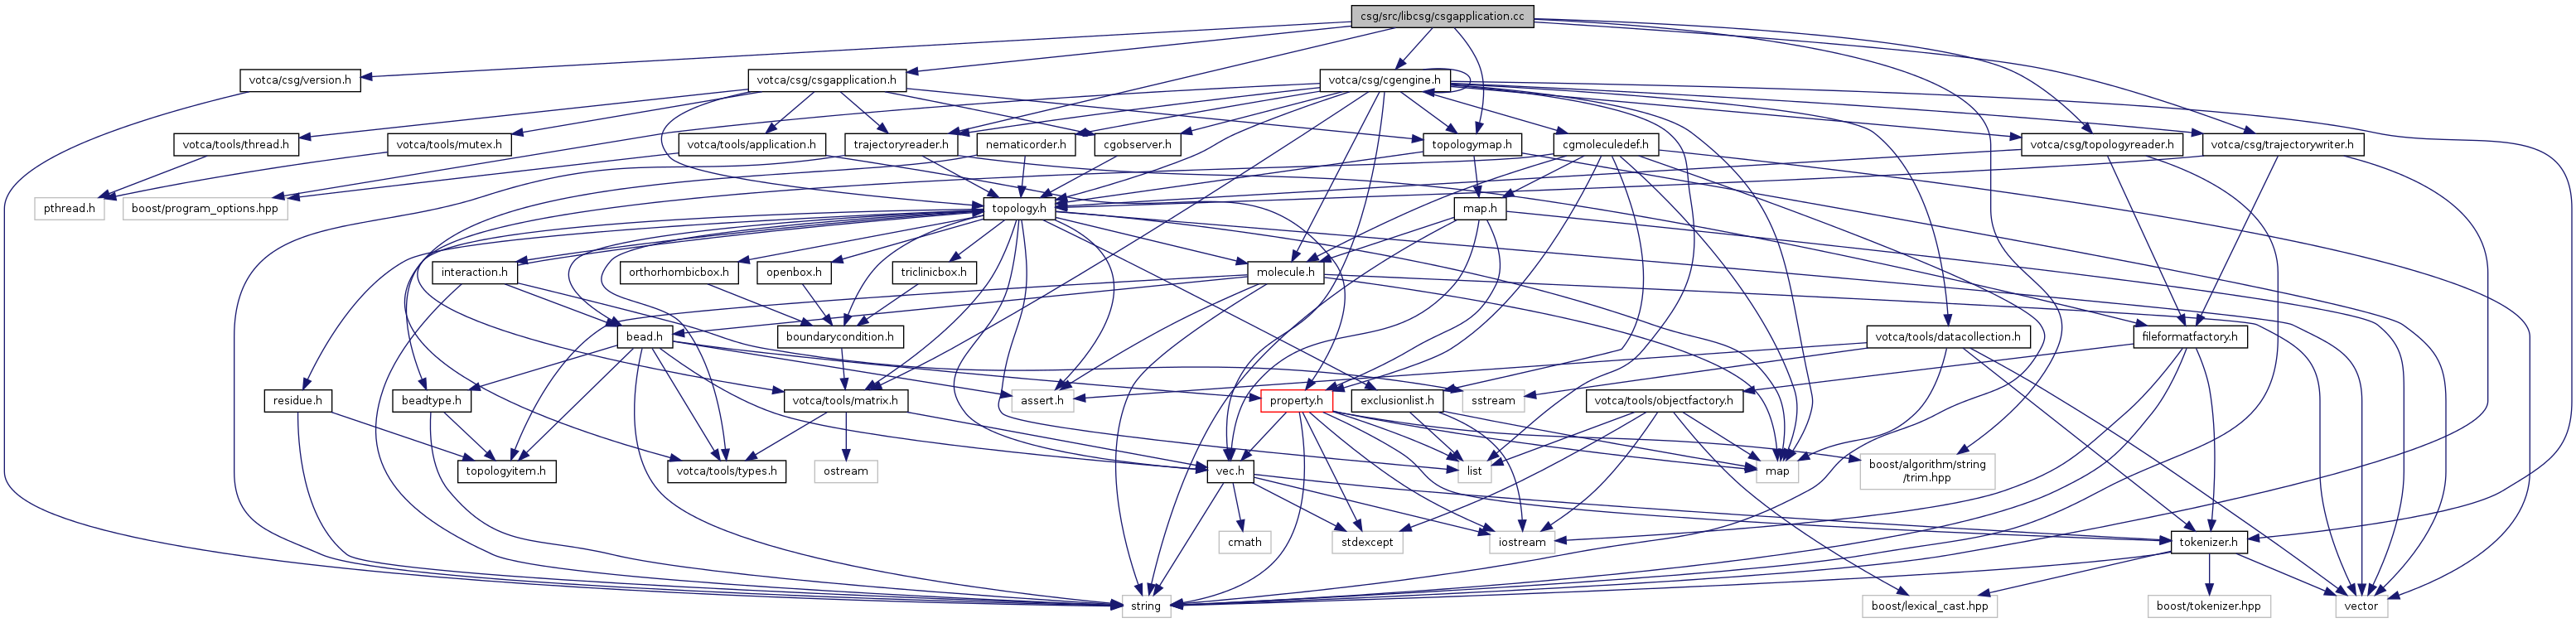 csg/src/libcsg/csgapplication.cc
votca/csg/version.h
votca/csg/csgapplication.h
votca/csg/cgengine.h
votca/tools/thread.h
votca/tools/mutex.h
votca/tools/application.h
trajectoryreader.h
nematicorder.h
cgobserver.h
topologymap.h
cgmoleculedef.h
votca/csg/topologyreader.h
votca/csg/trajectorywriter.h
pthread.h
boost/program_options.hpp
topology.h
map.h
interaction.h
orthorhombicbox.h
openbox.h
triclinicbox.h
molecule.h
bead.h
boundarycondition.h
votca/tools/datacollection.h
fileformatfactory.h
residue.h
beadtype.h
votca/tools/matrix.h
assert.h
property.h
exclusionlist.h
sstream
votca/tools/objectfactory.h
topologyitem.h
votca/tools/types.h
ostream
vec.h
list
map
boost/algorithm/string
/trim.hpp
cmath
stdexcept
iostream
tokenizer.h
string
boost/lexical_cast.hpp
boost/tokenizer.hpp
vector